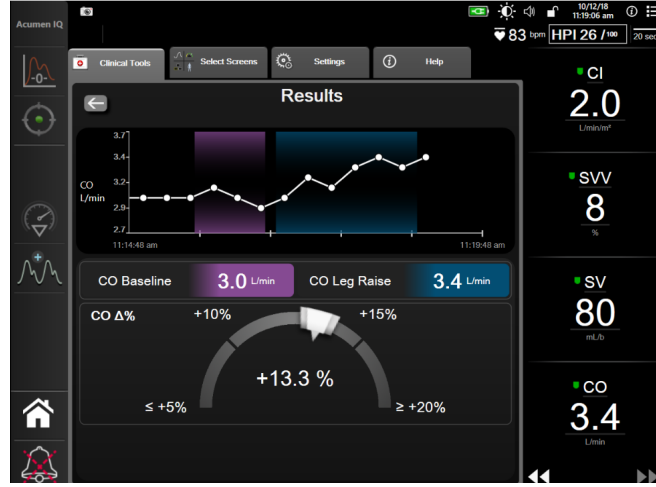 Acumen IQ
10/12/18
11:19:06 am
83 bpm
HPI 26 /100
20 sec
Clinical Tools
Select Screens
Settings
Help
Results
CO
L/min
3.7
3.4
3.2
2.9
2.7
11:14:48 am
11:19:48 am
CO Baseline
3.0 L/min
CO Leg Raise
3.4 L/min
CO Δ%
+10%
+15%
+13.3 %
≤ +5%
≥ +20%
CI
2.0
L/min/m²
SVV
8
%
SV
80
mL/b
CO
3.4
L/min
-0-